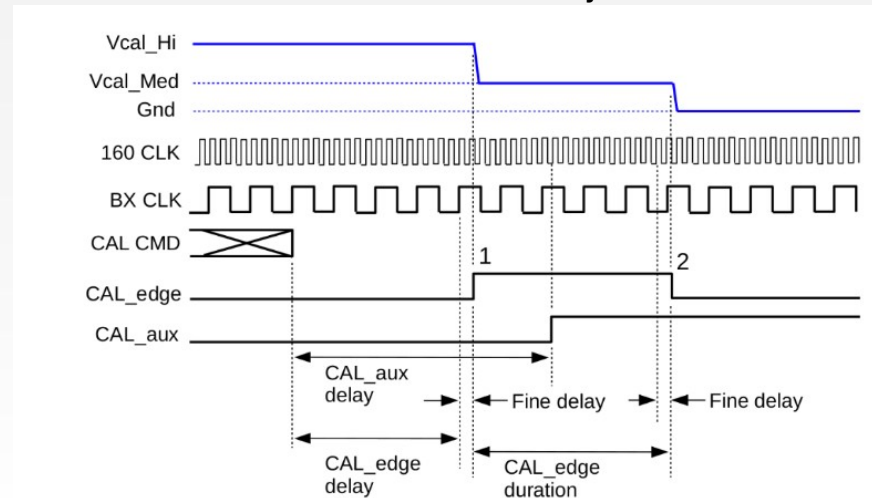 Vcal_Hi
Vcal_Med
Gnd
160 CLK
BX CLK
CAL CMD
1
2
CAL_edge
CAL_aux
CAL_aux
delay
Fine delay
Fine delay
CAL_edge
delay
CAL_edge
duration